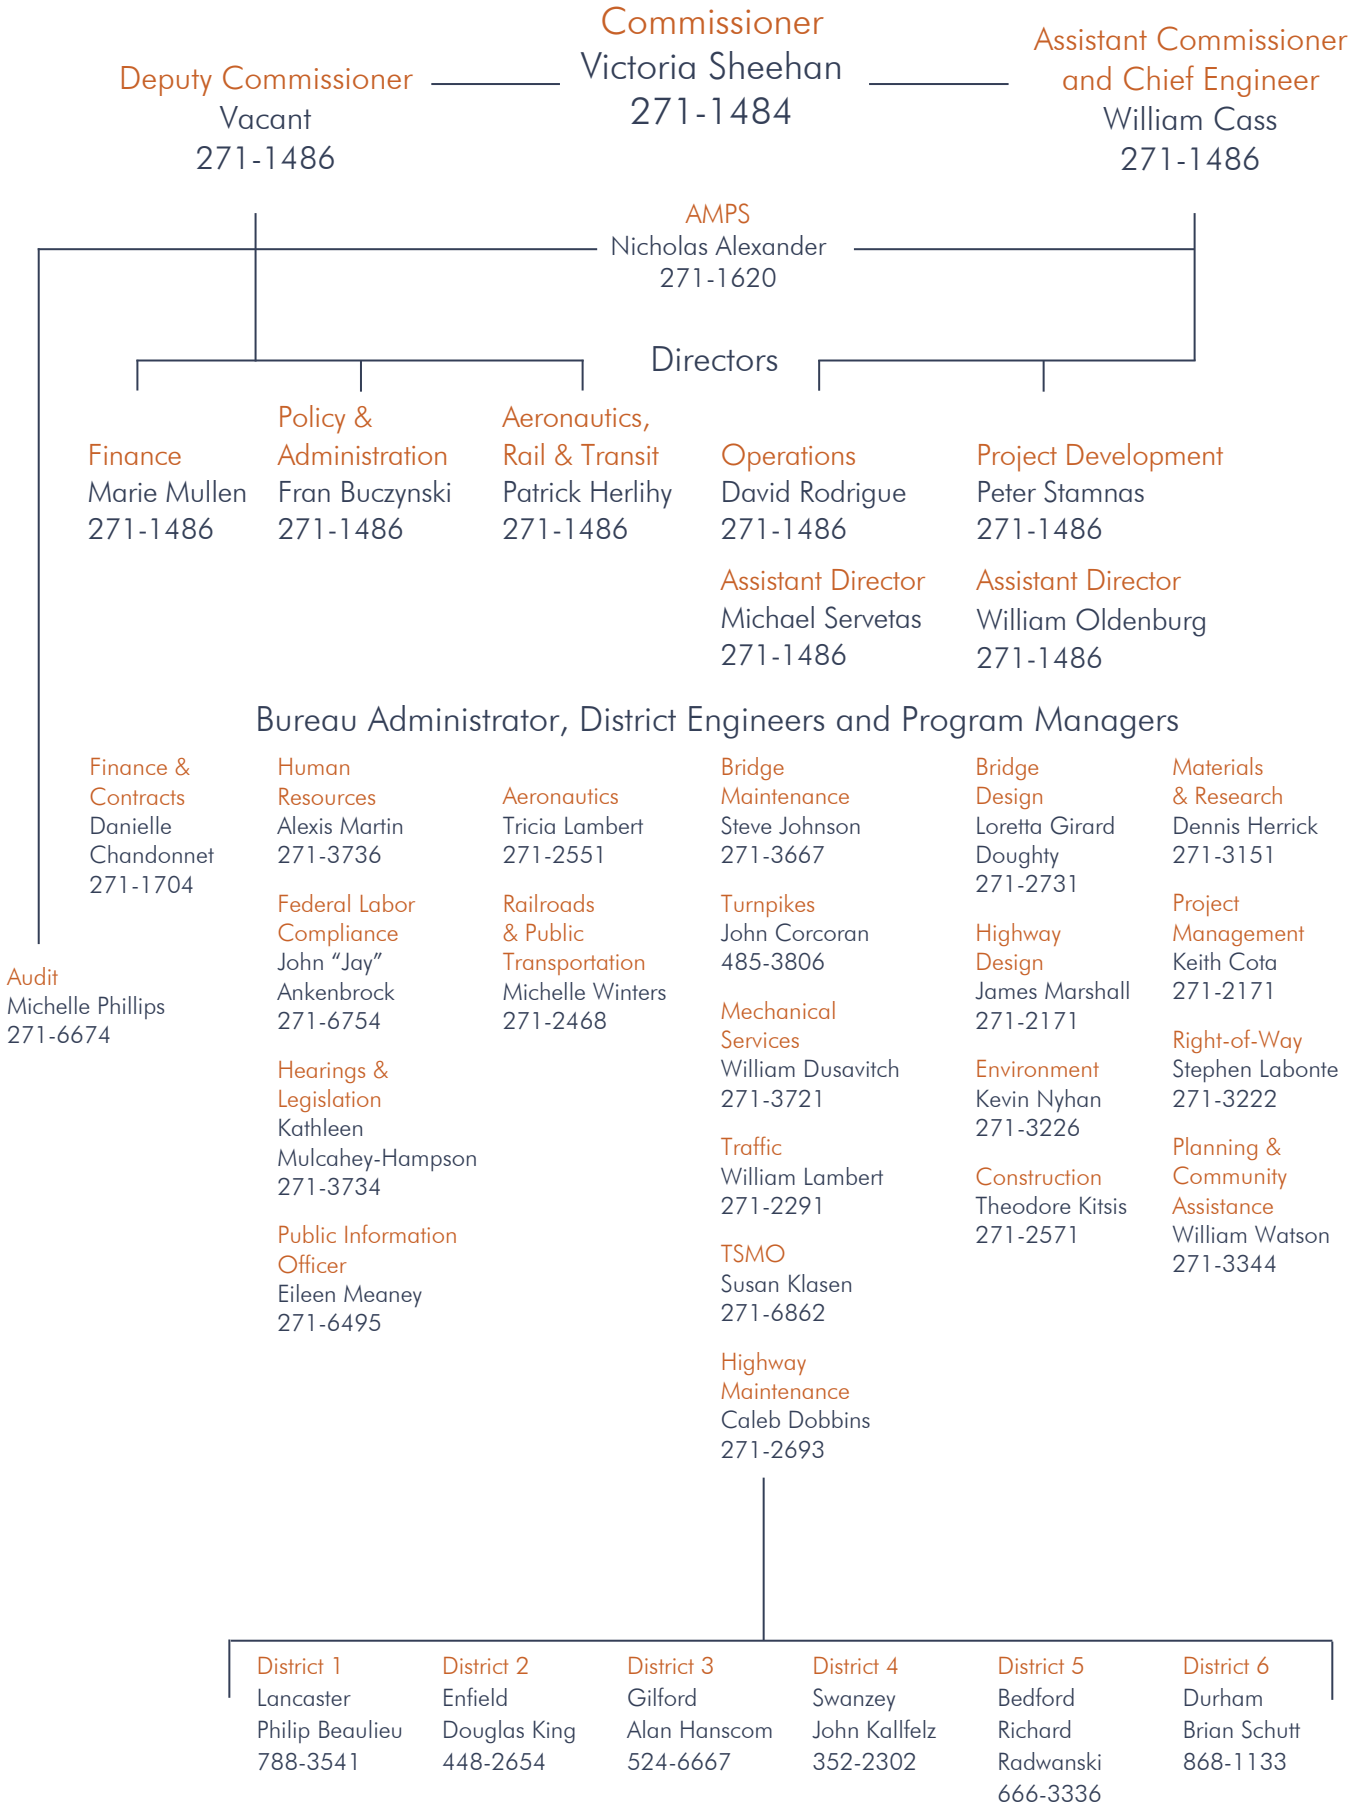 Commissioner
Victoria Sheehan
271-1484
Deputy Commissioner
Vacant
271-1486
Assistant Commissioner
and Chief Engineer
William Cass
271-1486
AMPS
Nicholas Alexander
271-1620
Directors
Finance
Marie Mullen
271-1486
Policy &
Administration
Fran Buczynski
271-1486
Aeronautics,
Rail & Transit
Patrick Herlihy
271-1486
Operations
David Rodrigue
271-1486
Assistant Director
Michael Servetas
271-1486
Project Development
Peter Stamnas
271-1486
Assistant Director
William Oldenburg
271-1486
Bureau Administrator, District Engineers and Program Managers
Audit
Michelle Phillips
271-6674
Finance &
Contracts
Danielle
Chandonnet
271-1704
Human
Resources
Alexis Martin
271-3736
Federal Labor
Compliance
John “Jay”
Ankenbrock
271-6754
Hearings &
Legislation
Kathleen
Mulcahey-Hampson
271-3734
Public Information
Officer
Eileen Meaney
271-6495
Aeronautics
Tricia Lambert
271-2551
Railroads
& Public
Transportation
Michelle Winters
271-2468
Bridge
Maintenance
Steve Johnson
271-3667
Turnpikes
John Corcoran
485-3806
Mechanical
Services
William Dusavitch
271-3721
Traffic
William Lambert
271-2291
TSMO
Susan Klasen
271-6862
Highway
Maintenance
Caleb Dobbins
271-2693
Bridge
Design
Loretta Girard
Doughty
271-2731
Highway
Design
James Marshall
271-2171
Environment
Kevin Nyhan
271-3226
Construction
Theodore Kitsis
271-2571
Materials
& Research
Dennis Herrick
271-3151
Project
Management
Keith Cota
271-2171
Right-of-Way
Stephen Labonte
271-3222
Planning &
Community
Assistance
William Watson
271-3344
District 1
Lancaster
Philip Beaulieu
788-3541
District 2
Enfield
Douglas King
448-2654
District 3
Gilford
Alan Hanscom
524-6667
District 4
Swanzey
John Kallfelz
352-2302
District 5
Bedford
Richard
Radwanski
666-3336
District 6
Durham
Brian Schutt
868-1133